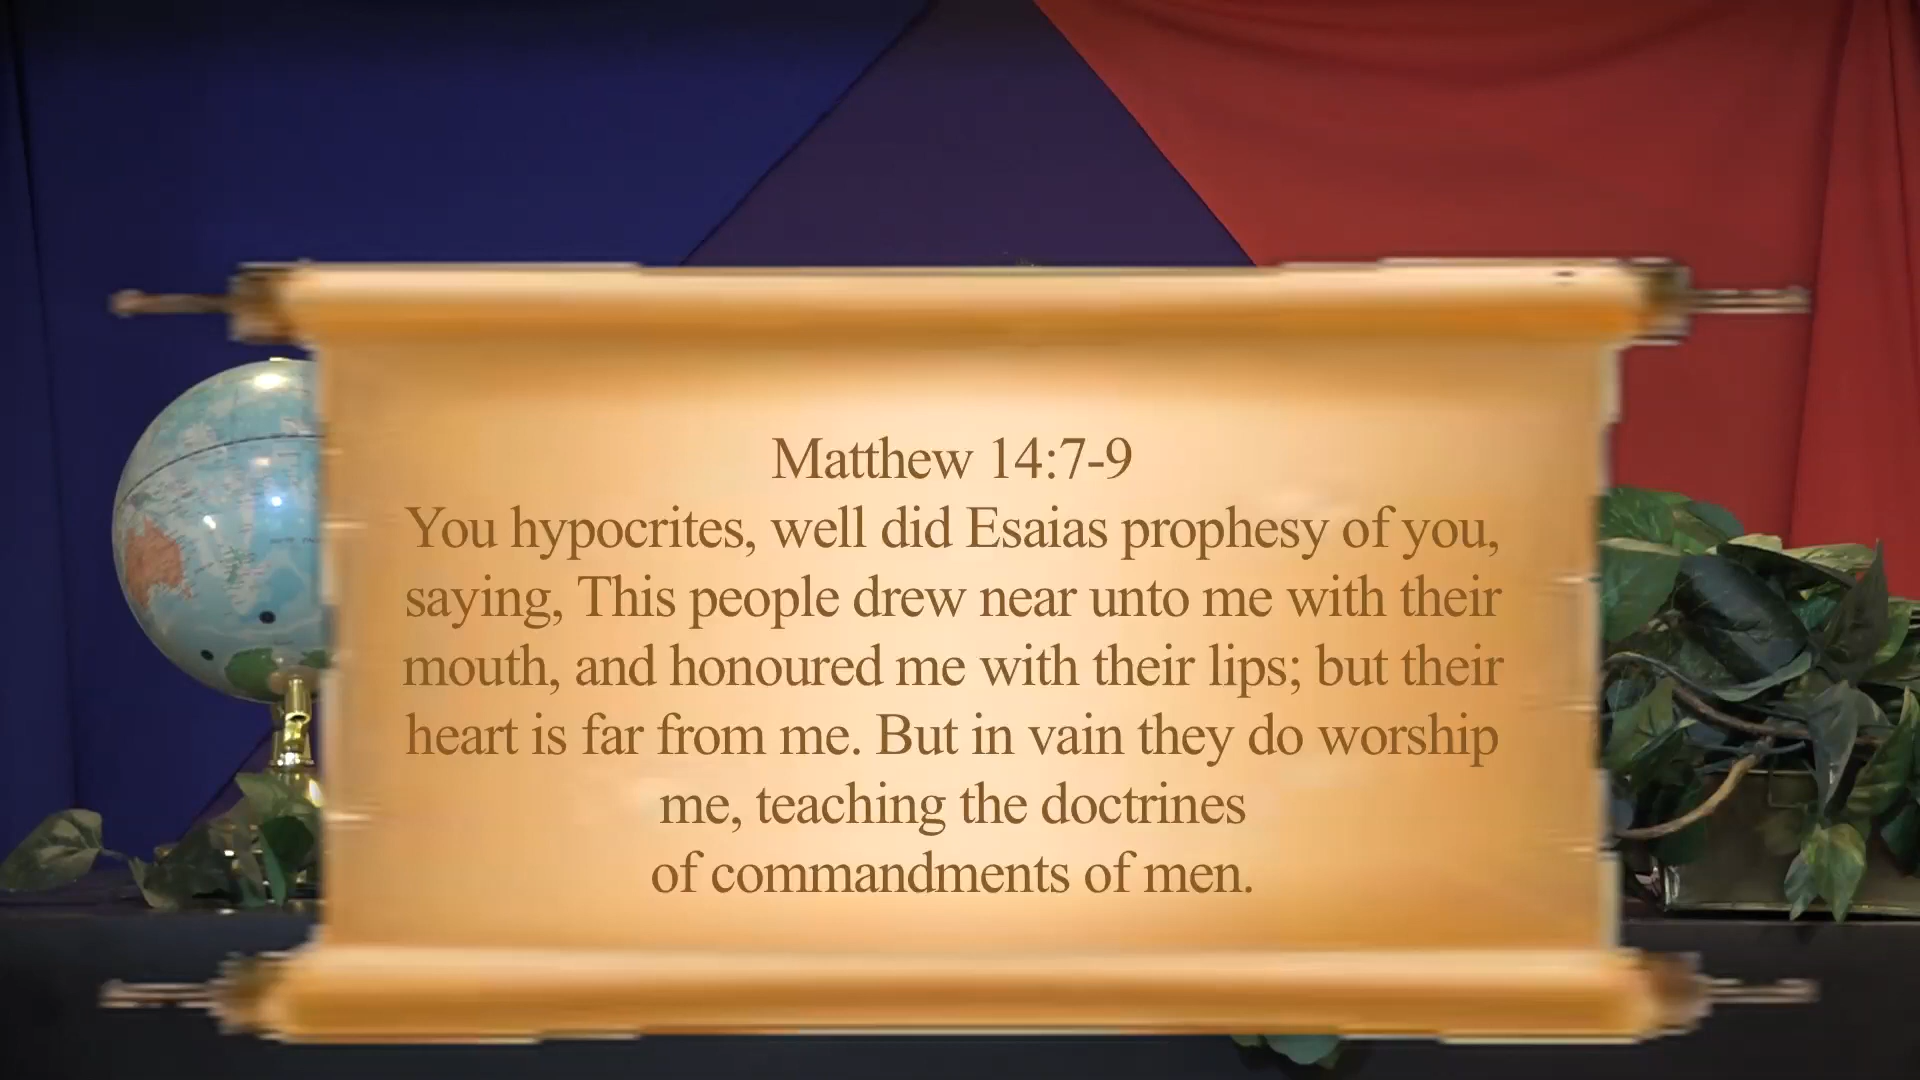 Matthew 14:7-9
You hypocrites, well did Esaias prophesy of you,
saying, This people drew near unto me with their
mouth, and honoured me with their lips; but their
heart is far from me. But in vain they do worship
me, teaching the doctrines
of commandments of men.